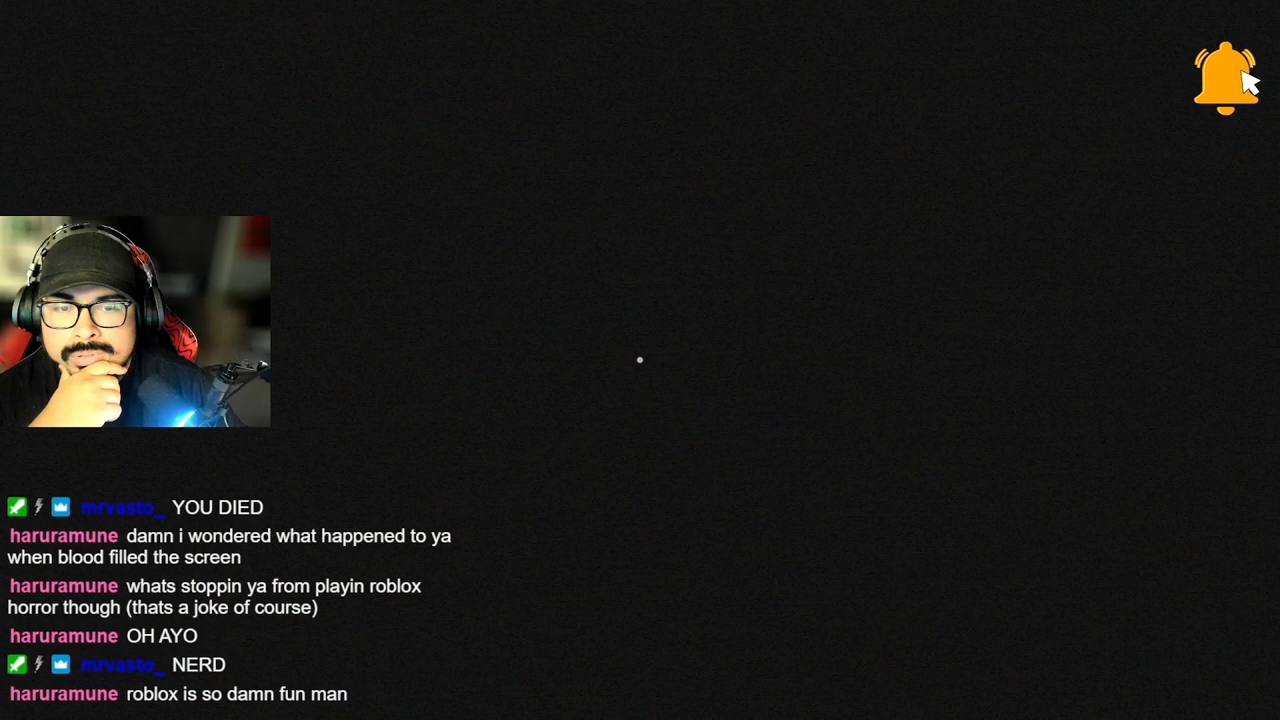 mrvasto_ YOU DIED
haruramune damn i wondered what happened to ya
when blood filled the screen
haruramune whats stoppin ya from playin roblox
horror though (thats a joke of course)
haruramune OH AYO
mrvasto_ NERD
haruramune roblox is so damn fun man